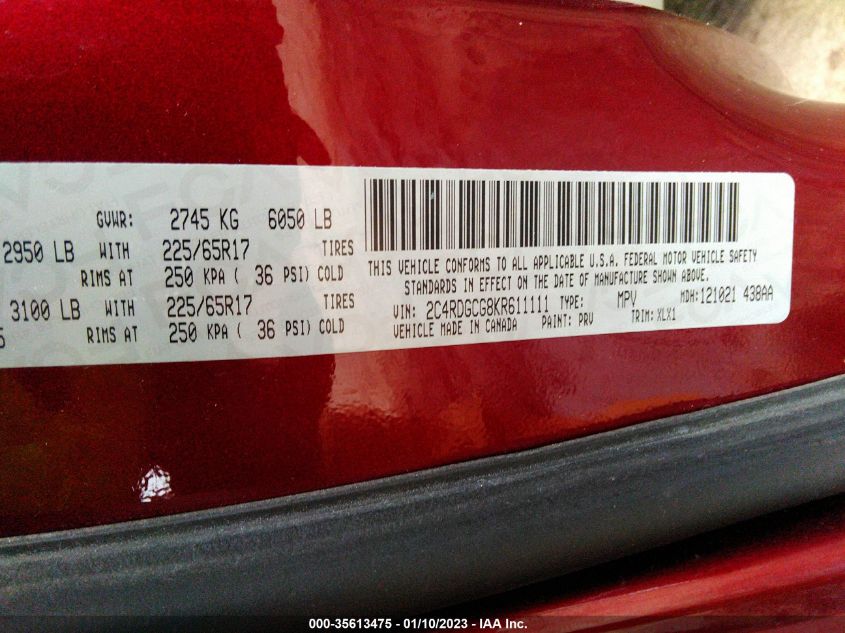 GVWR: 2745 KG 6050 LB
2950 LB WITH 225/65R17 TIRES
RIMS AT 250 KPA ( 36 PSI) COLD
3100 LB WITH 225/65R17 TIRES
RIMS AT 250 KPA ( 36 PSI) COLD
THIS VEHICLE CONFORMS TO ALL APPLICABLE U.S.A. FEDERAL MOTOR VEHICLE SAFETY
STANDARDS IN EFFECT ON THE DATE OF MANUFACTURE SHOWN ABOVE.
VIN: 2C4RDGCG8KR611111 TYPE: MPV MDH:121021 438AA
VEHICLE MADE IN CANADA PAINT: PRV TRIM: XLX1
000-35613475 - 01/10/2023 - IAA Inc.